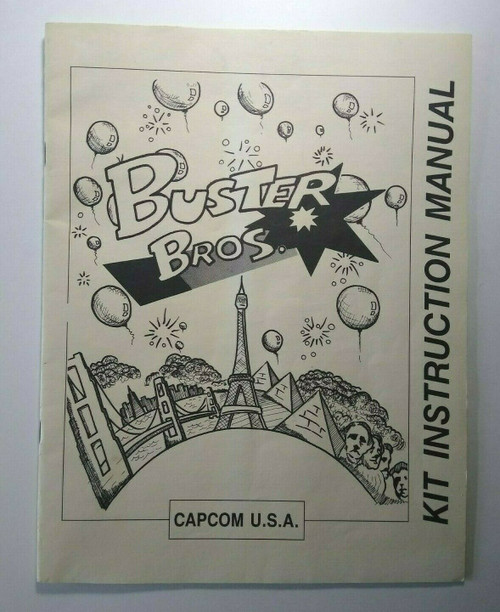 BUSTER
BROS.
CAPCOM U.S.A.
KIT INSTRUCTION MANUAL